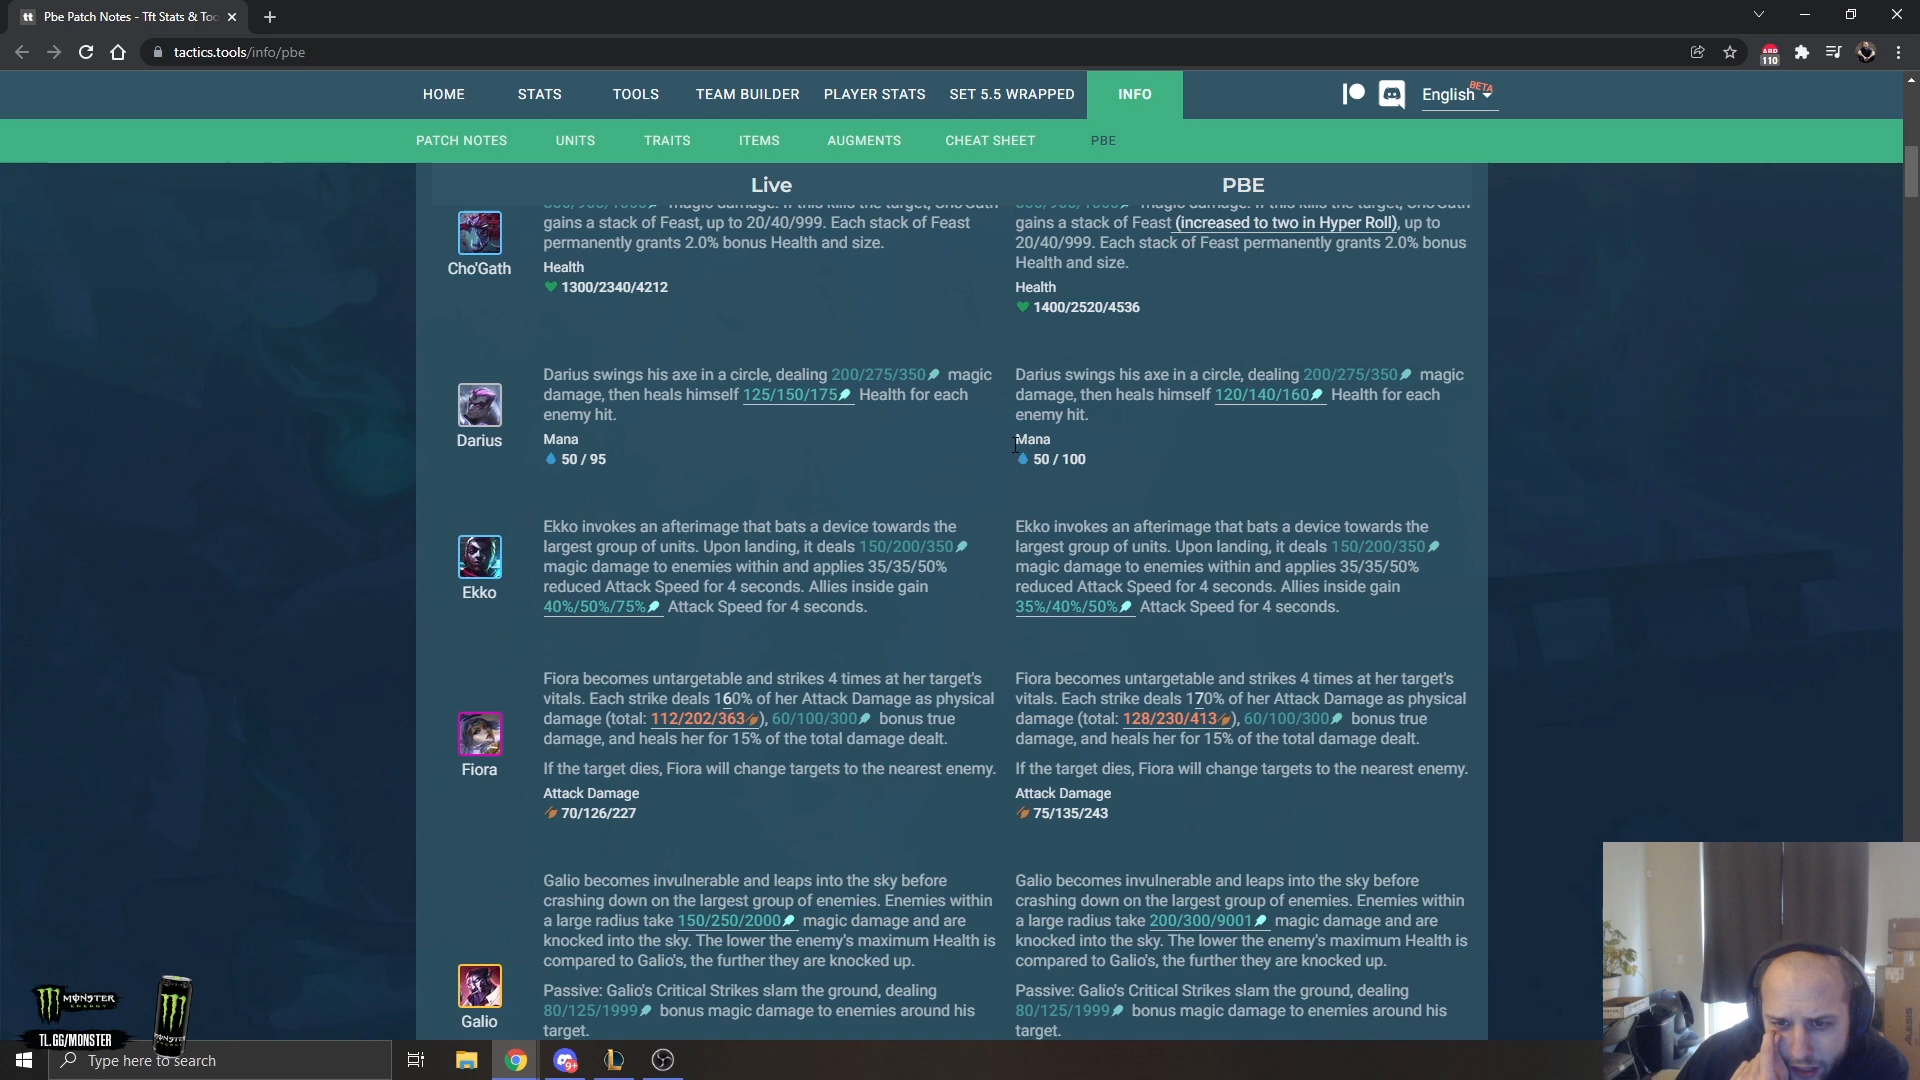 Pbe Patch Notes - Tft Stats & Too
tactics.tools/info/pbe
ABP
110
HOME
STATS
TOOLS
TEAM BUILDER
PLAYER STATS
SET 5.5 WRAPPED
INFO
English
BETA
PATCH NOTES
UNITS
TRAITS
ITEMS
AUGMENTS
CHEAT SHEET
PBE
Live
PBE
Cho'Gath
gains a stack of Feast, up to 20/40/999. Each stack of Feast
permanently grants 2.0% bonus Health and size.
Health
1300/2340/4212
gains a stack of Feast (increased to two in Hyper Roll), up to
20/40/999. Each stack of Feast permanently grants 2.0% bonus
Health and size.
Health
1400/2520/4536
Darius
Darius swings his axe in a circle, dealing 200/275/350 magic
damage, then heals himself 125/150/175 Health for each
enemy hit.
Mana
50 / 95
Darius swings his axe in a circle, dealing 200/275/350 magic
damage, then heals himself 120/140/160 Health for each
enemy hit.
Mana
50 / 100
Ekko
Ekko invokes an afterimage that bats a device towards the
largest group of units. Upon landing, it deals 150/200/350
magic damage to enemies within and applies 35/35/50%
reduced Attack Speed for 4 seconds. Allies inside gain
40%/50%/75% Attack Speed for 4 seconds.
Ekko invokes an afterimage that bats a device towards the
largest group of units. Upon landing, it deals 150/200/350
magic damage to enemies within and applies 35/35/50%
reduced Attack Speed for 4 seconds. Allies inside gain
35%/40%/50% Attack Speed for 4 seconds.
Fiora
Fiora becomes untargetable and strikes 4 times at her target's
vitals. Each strike deals 160% of her Attack Damage as physical
damage (total: 112/202/363), 60/100/300 bonus true
damage, and heals her for 15% of the total damage dealt.
If the target dies, Fiora will change targets to the nearest enemy.
Attack Damage
70/126/227
Fiora becomes untargetable and strikes 4 times at her target's
vitals. Each strike deals 170% of her Attack Damage as physical
damage (total: 128/230/413), 60/100/300 bonus true
damage, and heals her for 15% of the total damage dealt.
If the target dies, Fiora will change targets to the nearest enemy.
Attack Damage
75/135/243
Galio
Galio becomes invulnerable and leaps into the sky before
crashing down on the largest group of enemies. Enemies within
a large radius take 150/250/2000 magic damage and are
knocked into the sky. The lower the enemy's maximum Health is
compared to Galio's, the further they are knocked up.
Passive: Galio's Critical Strikes slam the ground, dealing
80/125/1999 bonus magic damage to enemies around his
target.
Galio becomes invulnerable and leaps into the sky before
crashing down on the largest group of enemies. Enemies within
a large radius take 200/300/9001 magic damage and are
knocked into the sky. The lower the enemy's maximum Health is
compared to Galio's, the further they are knocked up.
Passive: Galio's Critical Strikes slam the ground, dealing
80/125/1999 bonus magic damage to enemies around his
target.
MONSTER
ENERGY
TL.GG/MONSTER
Type here to search
9+